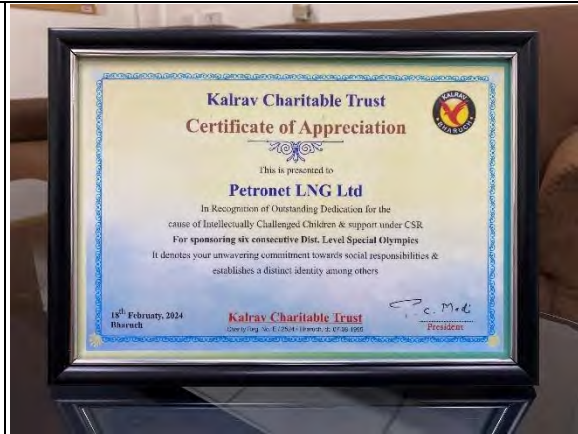 Kalrav Charitable Trust
KALRAV
BHARUCH
Certificate of Appreciation
This is presented to
Petronet LNG Ltd
In Recognition of Outstanding Dedication for the
cause of Intellectually Challenged Children & support under CSR
For sponsoring six consecutive Dist. Level Special Olympics
It denotes your unwavering commitment towards social responsibilities &
establishes a distinct identity among others
C. Modi
18th February, 2024
Bharuch
Kalrav Charitable Trust
President